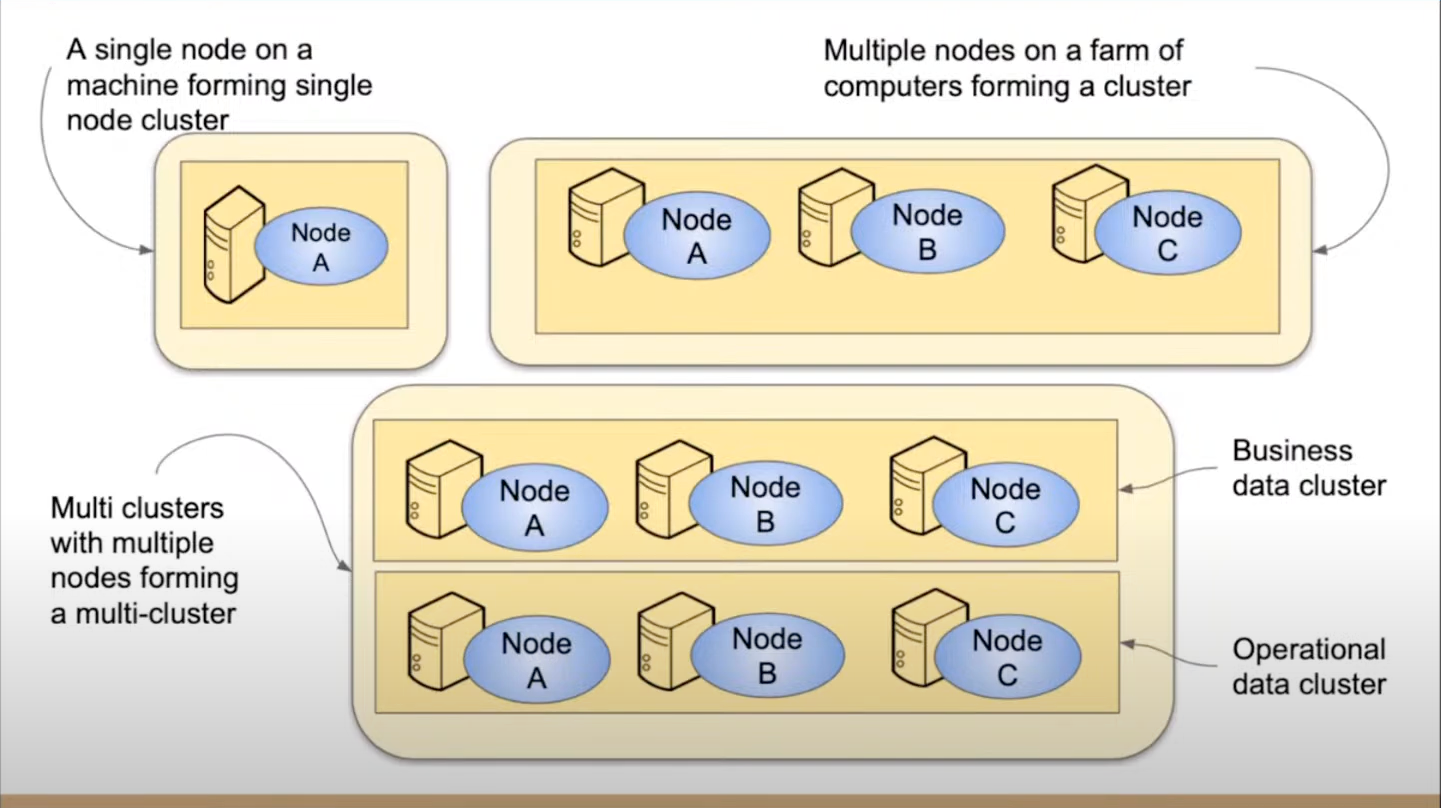 A single node on a
machine forming single
node cluster
Multiple nodes on a farm of
computers forming a cluster
Node
A
Node
A
Node
B
Node
C
Multi clusters
with multiple
nodes forming
a multi-cluster
Node
A
Node
B
Node
C
Business
data cluster
Node
A
Node
B
Node
C
Operational
data cluster